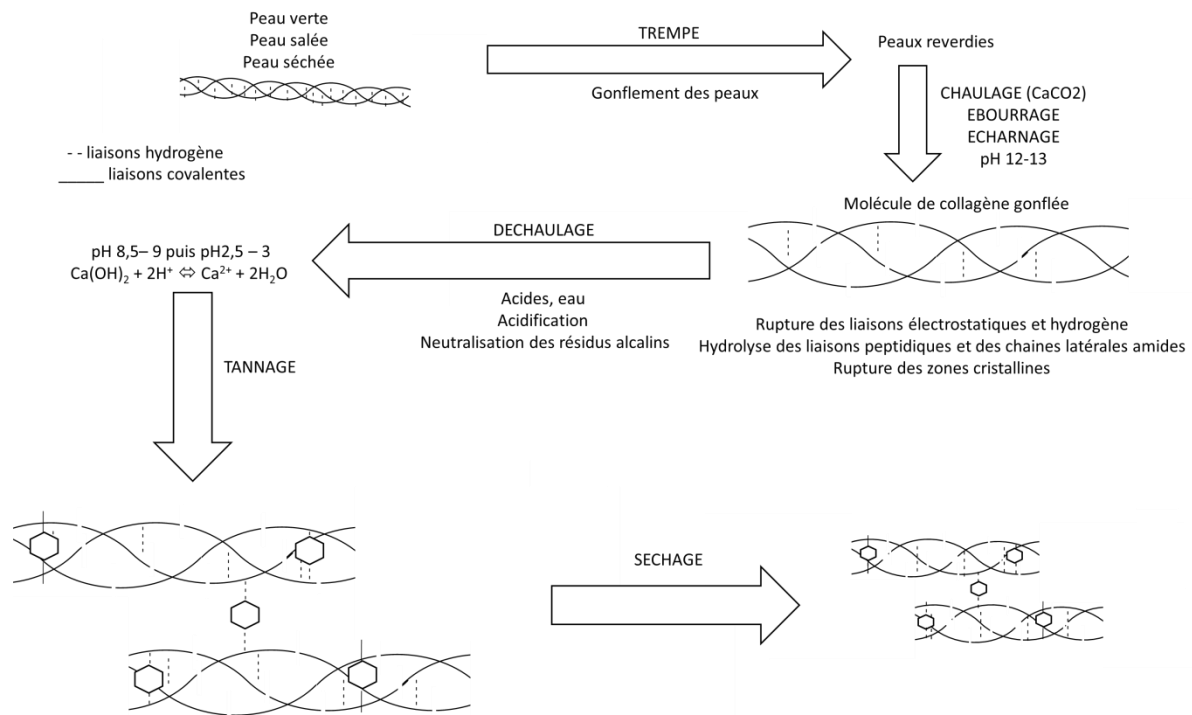 Peau verte
Peau salée
Peau séchée
TREMPE
Gonflement des peaux
Peaux reverdies
CHAULAGE (CaCO2)
EBOURRAGE
ECHARNAGE
pH 12-13
- - liaisons hydrogène
_____ liaisons covalentes
Molécule de collagène gonflée
Rupture des liaisons électrostatiques et hydrogène
Hydrolyse des liaisons peptidiques et des chaines latérales amides
Rupture des zones cristallines
DECHAULAGE
Acides, eau
Acidification
Neutralisation des résidus alcalins
pH 8,5– 9 puis pH2,5 – 3
Ca(OH)₂ + 2H⁺ ⇔ Ca²⁺ + 2H₂O
TANNAGE
SECHAGE